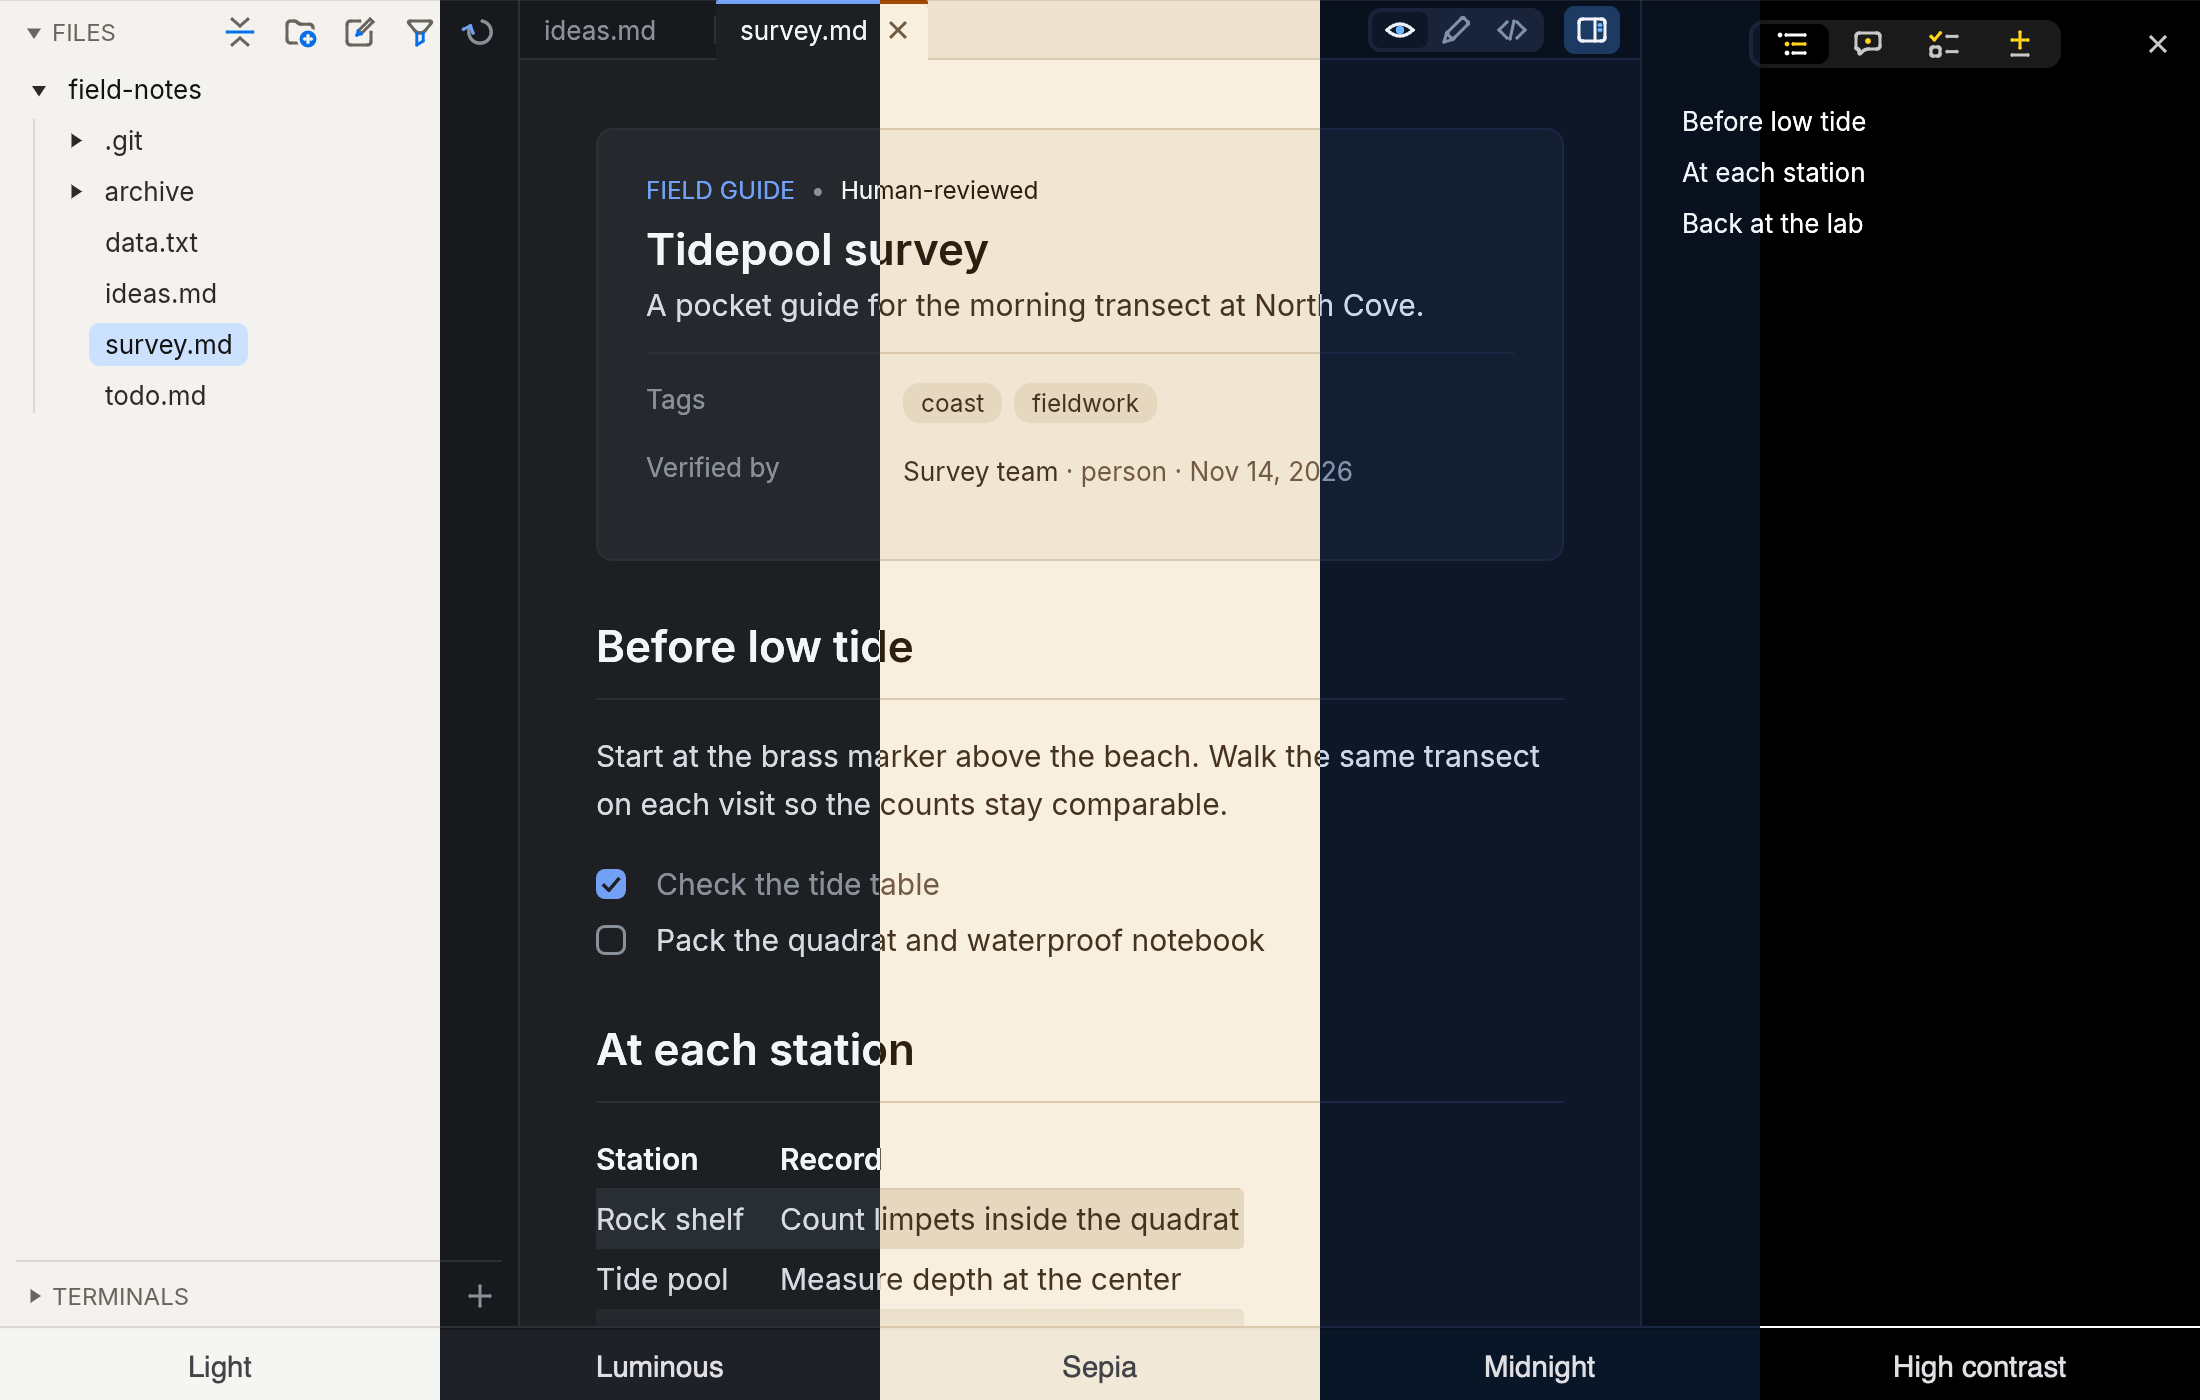 FILES
field-notes
.git
archive
data.txt
ideas.md
survey.md
todo.md
TERMINALS
ideas.md
survey.md
FIELD GUIDE • Human-reviewed
Tidepool survey
A pocket guide for the morning transect at North Cove.
Tags coast fieldwork
Verified by Survey team · person · Nov 14, 2026
Before low tide
Start at the brass marker above the beach. Walk the same transect
on each visit so the counts stay comparable.
Check the tide table
Pack the quadrat and waterproof notebook
At each station
Station Record
Rock shelf Count limpets inside the quadrat
Tide pool Measure depth at the center
Before low tide
At each station
Back at the lab
Light Luminous Sepia Midnight High contrast